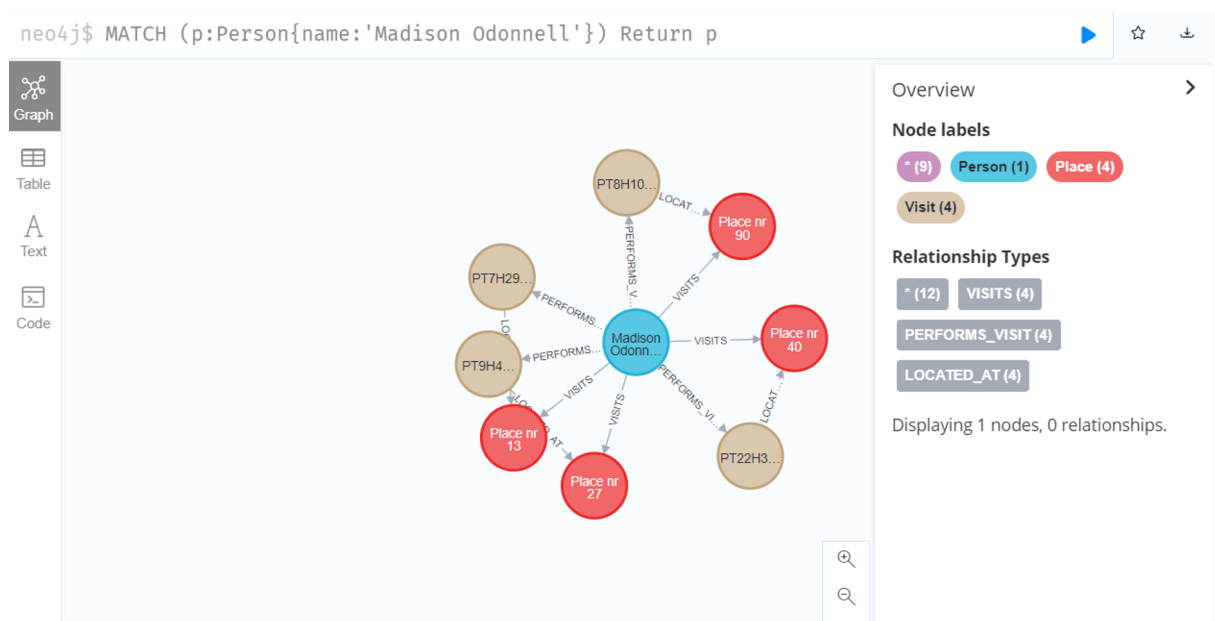 neo4j$ MATCH (p:Person{name:'Madison Odonnell'}) Return p
Graph
Table
Text
Code
PT8H10...
LOCAT...
Place nr
90
PERFORMS_V...
VISITS
PT7H29...
PERFORMS...
Madison
Odonn...
VISITS
Place nr
40
PT9H4...
PERFORMS...
VISITS
VISITS
PERFORMS_VI...
LOCAT...
Place nr
13
Place nr
27
PT22H3...
Overview
Node labels
* (9) Person (1) Place (4)
Visit (4)
Relationship Types
* (12) VISITS (4)
PERFORMS_VISIT (4)
LOCATED_AT (4)
Displaying 1 nodes, 0 relationships.